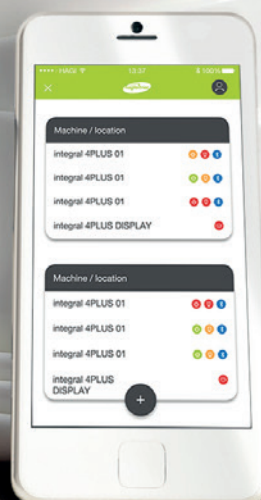 HAGI 13:37 100%
Machine / location
integral 4PLUS 01
integral 4PLUS 01
integral 4PLUS 01
integral 4PLUS DISPLAY
Machine / location
integral 4PLUS 01
integral 4PLUS 01
integral 4PLUS 01
integral 4PLUS
DISPLAY